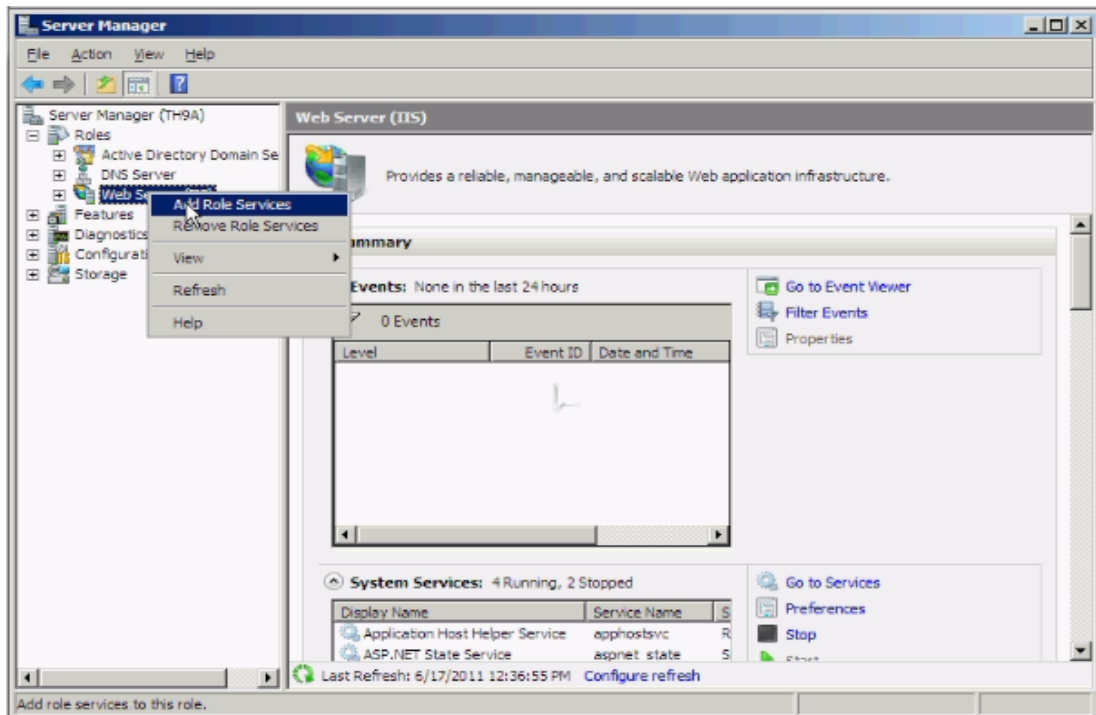 Server Manager
File Action View Help
Server Manager (TH9A)
Roles
Active Directory Domain Se
DNS Server
Web S
Features
Diagnostics
Configurati
Storage
Add Role Services
Remove Role Services
View
Refresh
Help
Web Server (IIS)
Provides a reliable, manageable, and scalable Web application infrastructure.
ummary
Events: None in the last 24 hours
0 Events
Level Event ID Date and Time
Go to Event Viewer
Filter Events
Properties
System Services: 4 Running, 2 Stopped
Display Name Service Name S
Application Host Helper Service apphostsvc R
ASP.NET State Service aspnet_state S
Go to Services
Preferences
Stop
Start
Last Refresh: 6/17/2011 12:36:55 PM Configure refresh
Add role services to this role.